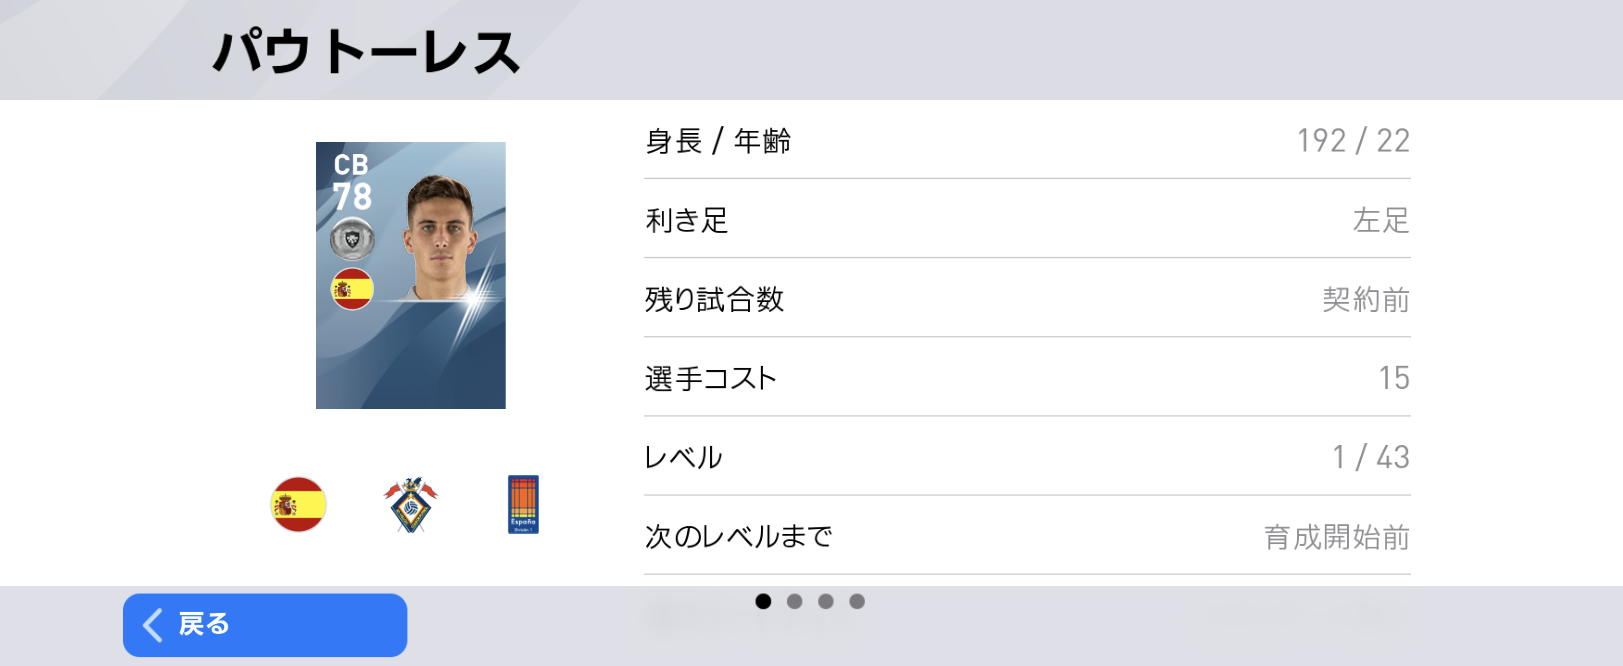 パウ トーレス
CB
78
身長 / 年齢 192 / 22
利き足 左足
残り試合数 契約前
選手コスト 15
レベル 1 / 43
次のレベルまで 育成開始前
España
戻る